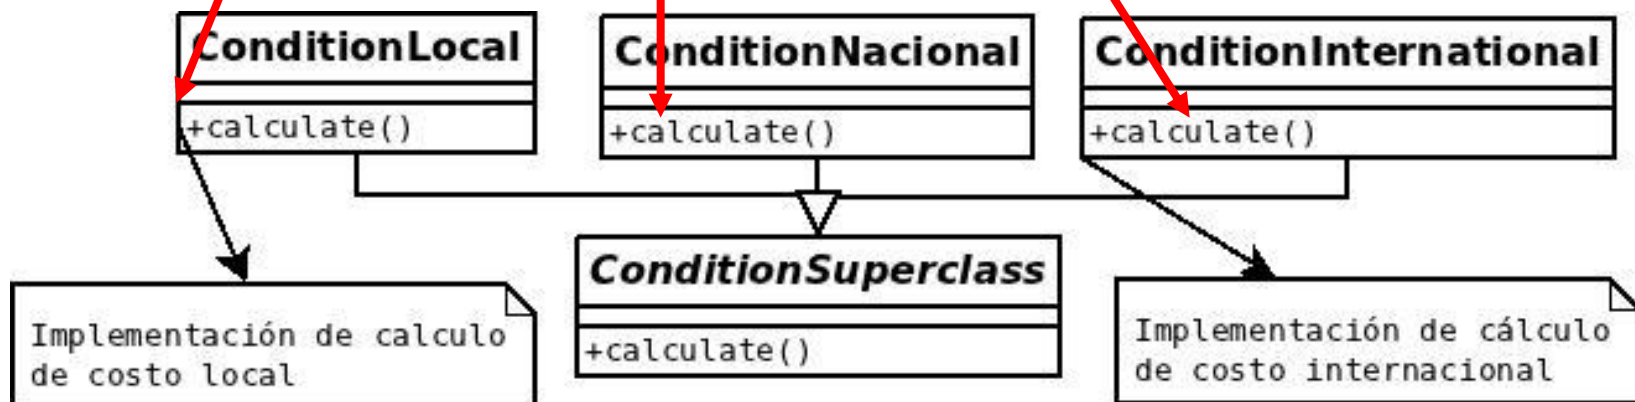 ConditionLocal
+calculate()
ConditionNacional
+calculate()
ConditionInternational
+calculate()
ConditionSuperclass
+calculate()
Implementación de calculo
de costo local
Implementación de cálculo
de costo internacional